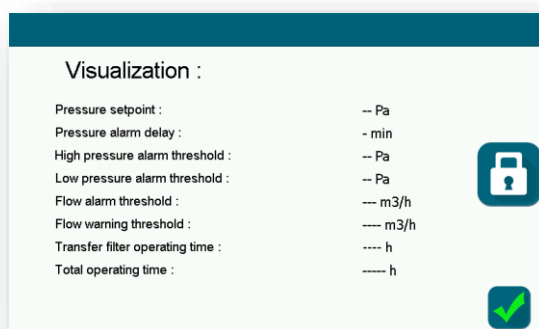 Visualization :
Pressure setpoint : -- Pa
Pressure alarm delay : - min
High pressure alarm threshold : -- Pa
Low pressure alarm threshold : -- Pa
Flow alarm threshold : --- m3/h
Flow warning threshold : ---- m3/h
Transfer filter operating time : ---- h
Total operating time : ----- h